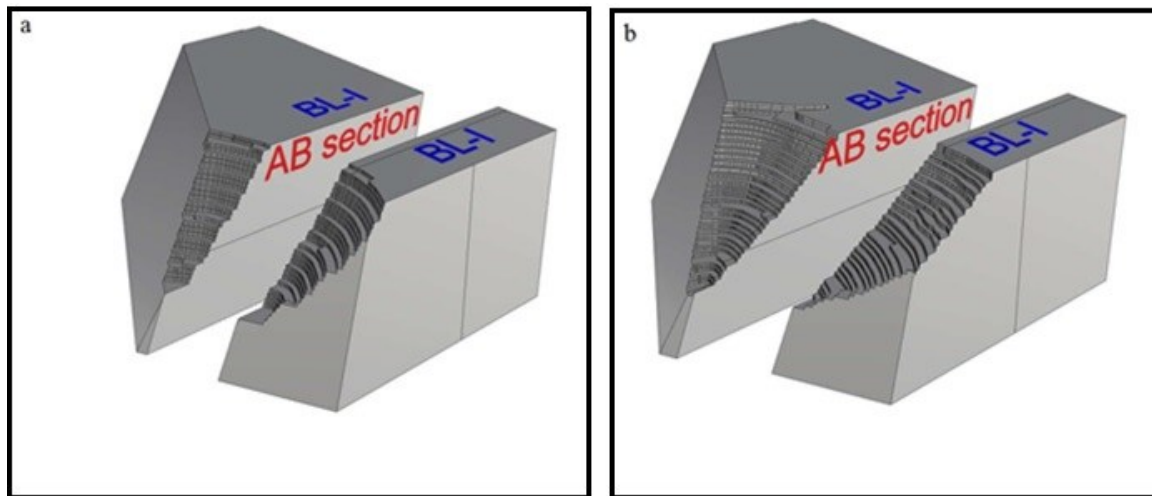 a
BL-I
AB section
BL-I
b
BL-I
AB section
BL-I